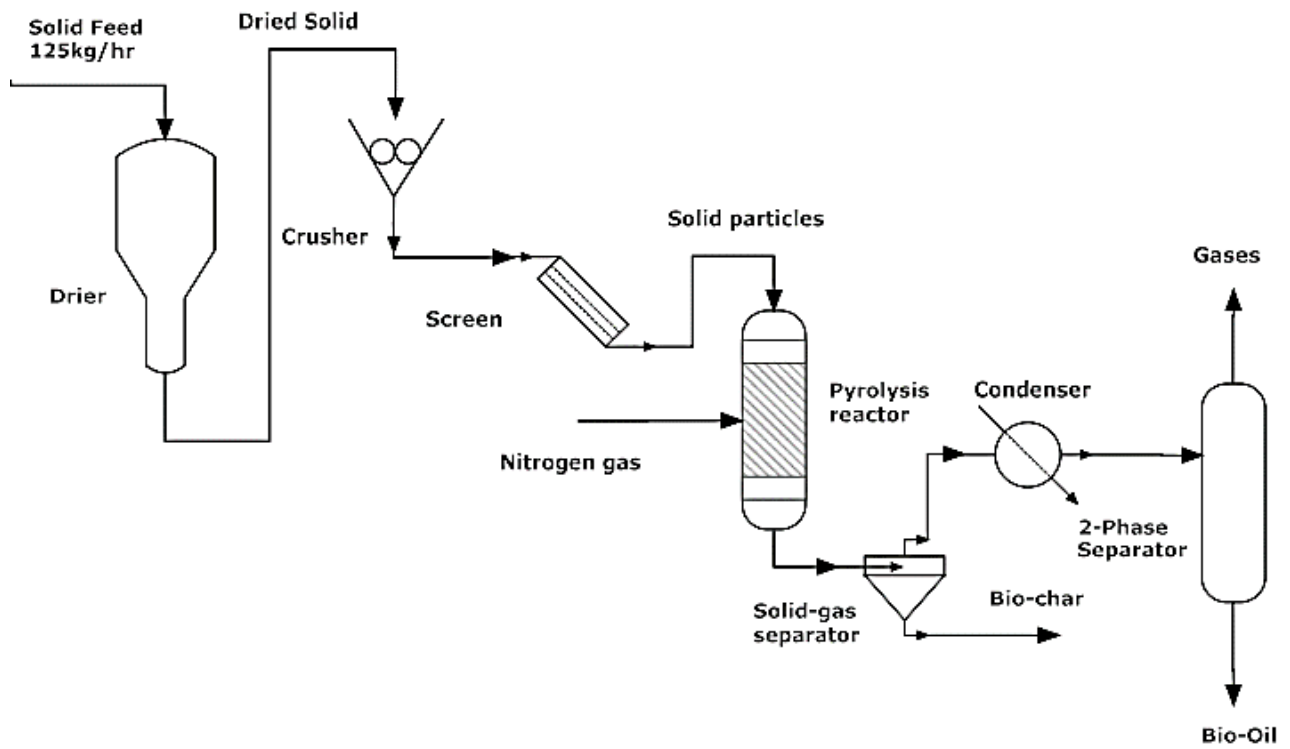 Solid Feed
125kg/hr
Dried Solid
Drier
Crusher
Screen
Solid particles
Nitrogen gas
Pyrolysis
reactor
Solid-gas
separator
Bio-char
Condenser
2-Phase
Separator
Gases
Bio-Oil